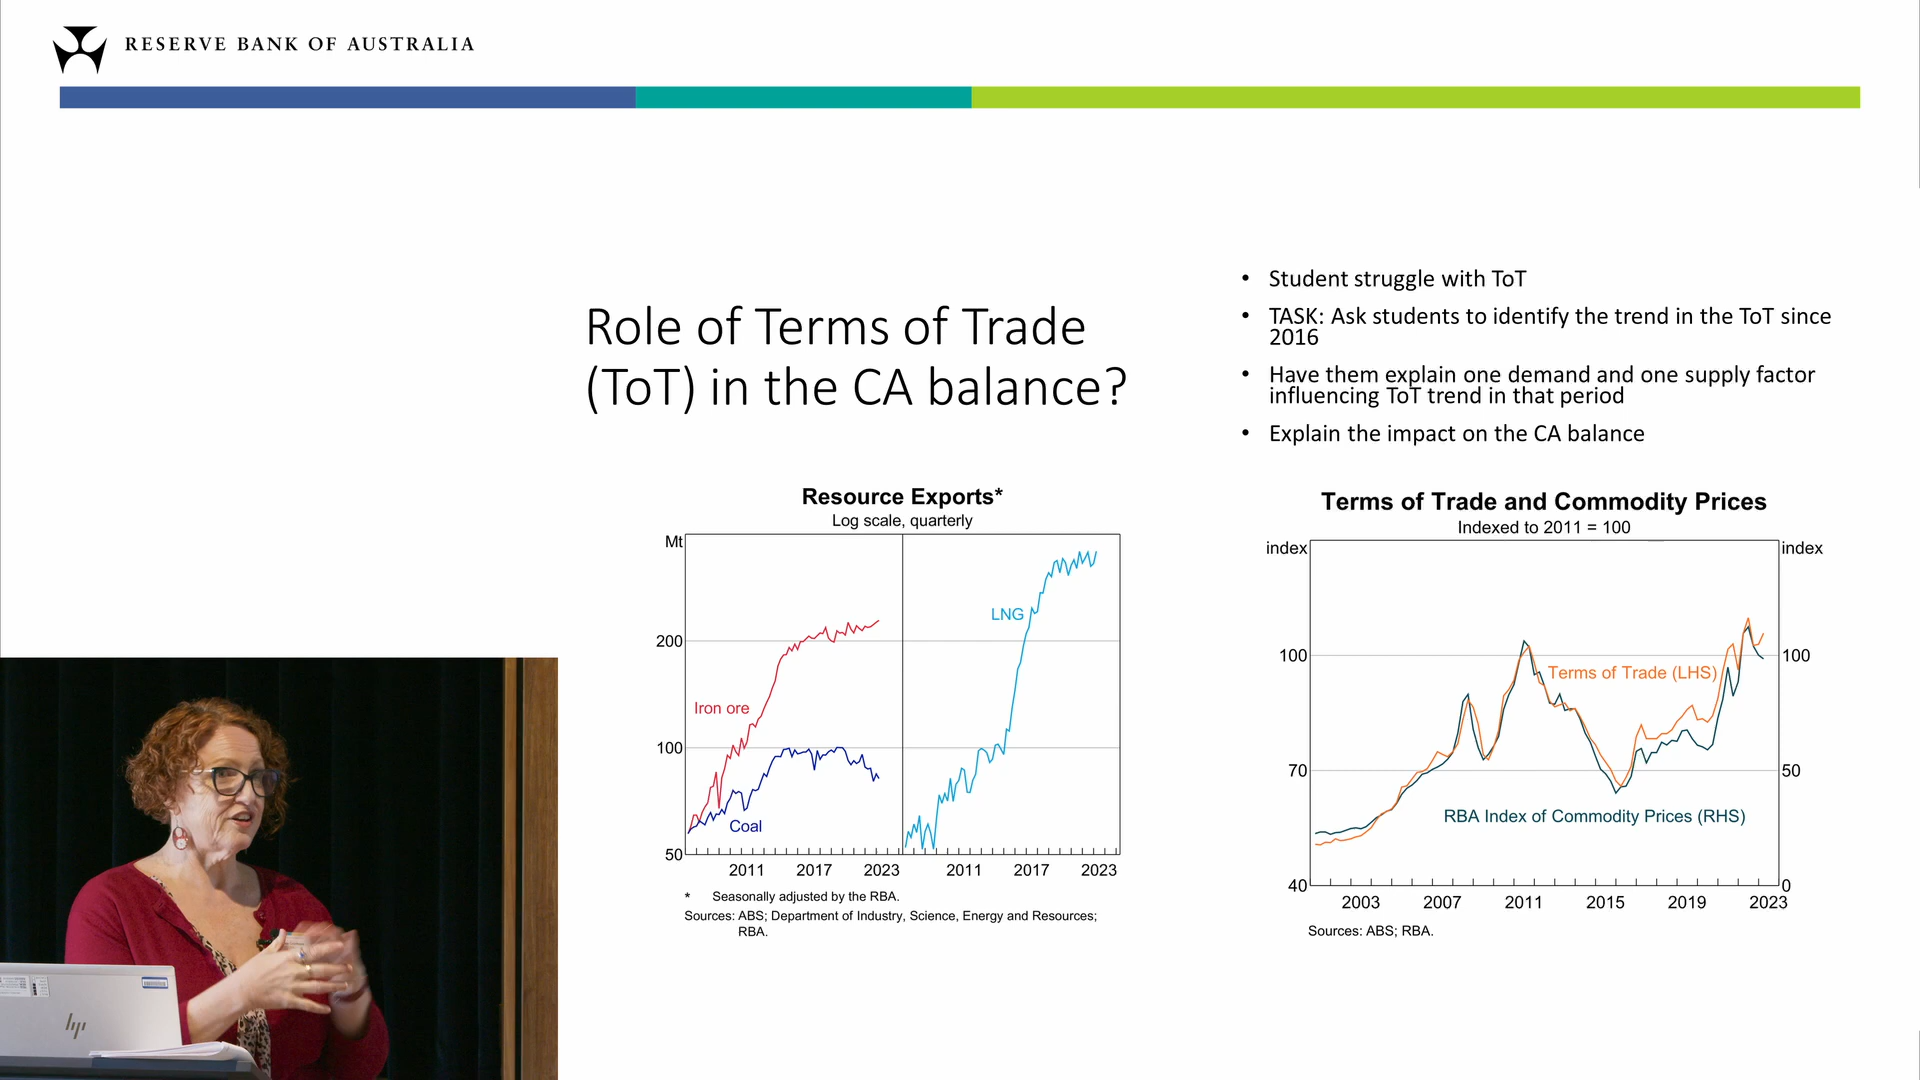 RESERVE BANK OF AUSTRALIA
Role of Terms of Trade
(ToT) in the CA balance?
• Student struggle with ToT
• TASK: Ask students to identify the trend in the ToT since
2016
• Have them explain one demand and one supply factor
influencing ToT trend in that period
• Explain the impact on the CA balance
Resource Exports*
Log scale, quarterly
Mt
200
100
50
Iron ore
Coal
LNG
2011 2017 2023 2011 2017 2023
* Seasonally adjusted by the RBA.
Sources: ABS; Department of Industry, Science, Energy and Resources;
RBA.
Terms of Trade and Commodity Prices
Indexed to 2011 = 100
index index
100 100
Terms of Trade (LHS)
70 50
RBA Index of Commodity Prices (RHS)
40 0
2003 2007 2011 2015 2019 2023
Sources: ABS; RBA.
hp